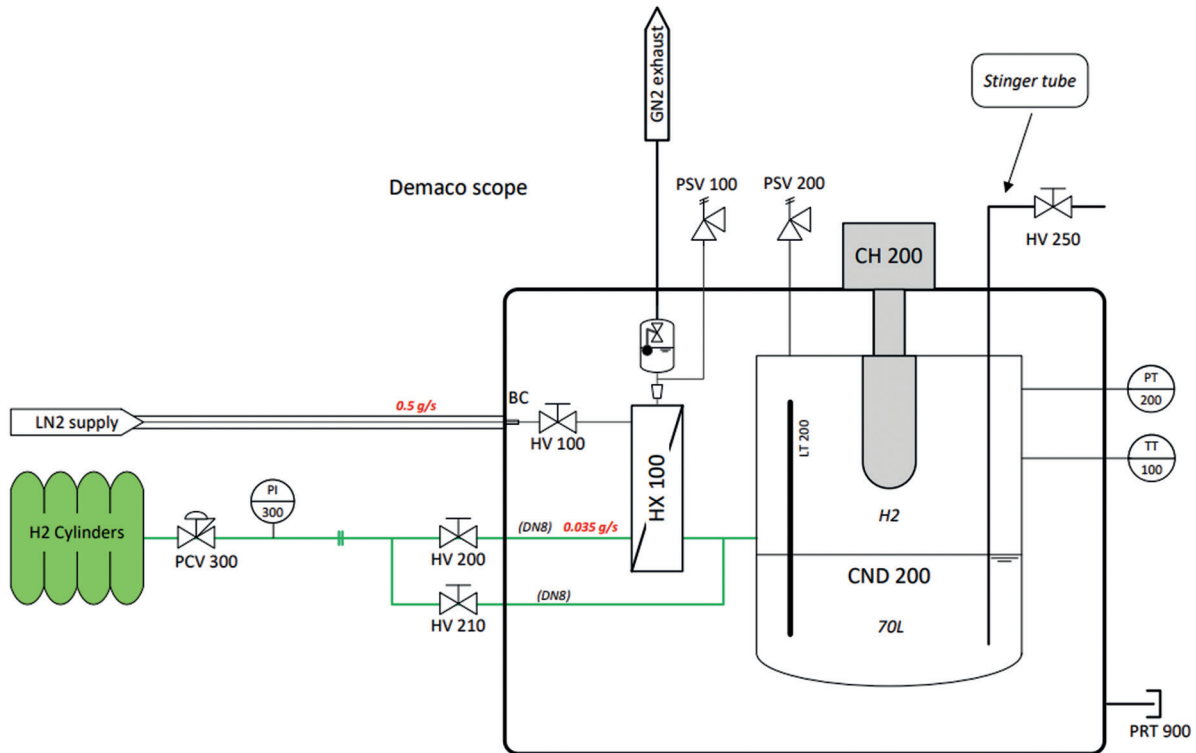 GN2 exhaust
Stinger tube
Demaco scope
PSV 100
PSV 200
HV 250
CH 200
LN2 supply
0.5 g/s
BC
HV 100
HX 100
LT 200
PT
200
TT
100
H2 Cylinders
PI
300
PCV 300
HV 200
(DN8)
0.035 g/s
H2
HV 210
(DN8)
CND 200
70L
PRT 900